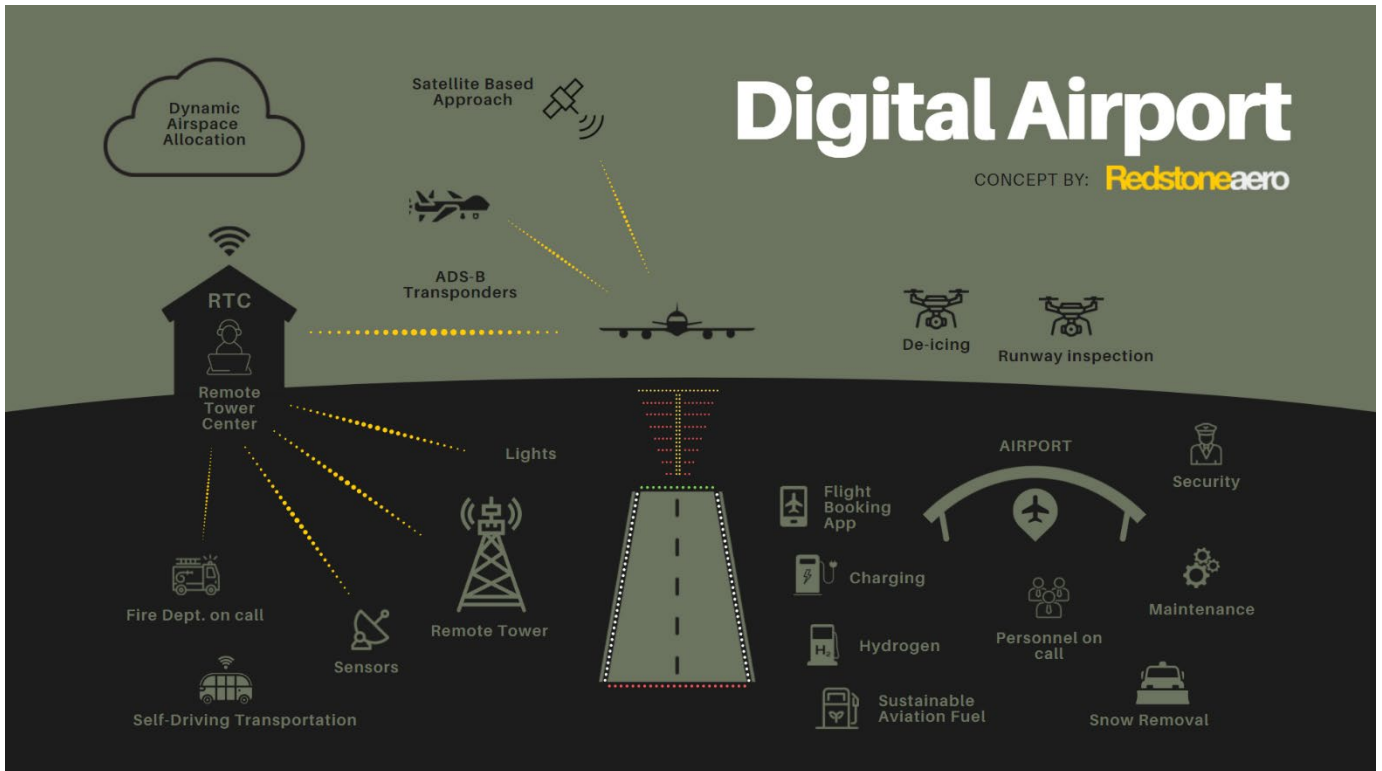 Digital Airport
CONCEPT BY: Redstoneaero
Dynamic
Airspace
Allocation
Satellite Based
Approach
ADS-B
Transponders
RTC
Remote
Tower
Center
De-icing
Runway inspection
Lights
Remote Tower
Sensors
Fire Dept. on call
Self-Driving Transportation
Flight
Booking
App
Charging
Hydrogen
H₂
Sustainable
Aviation Fuel
AIRPORT
Security
Maintenance
Personnel on
call
Snow Removal